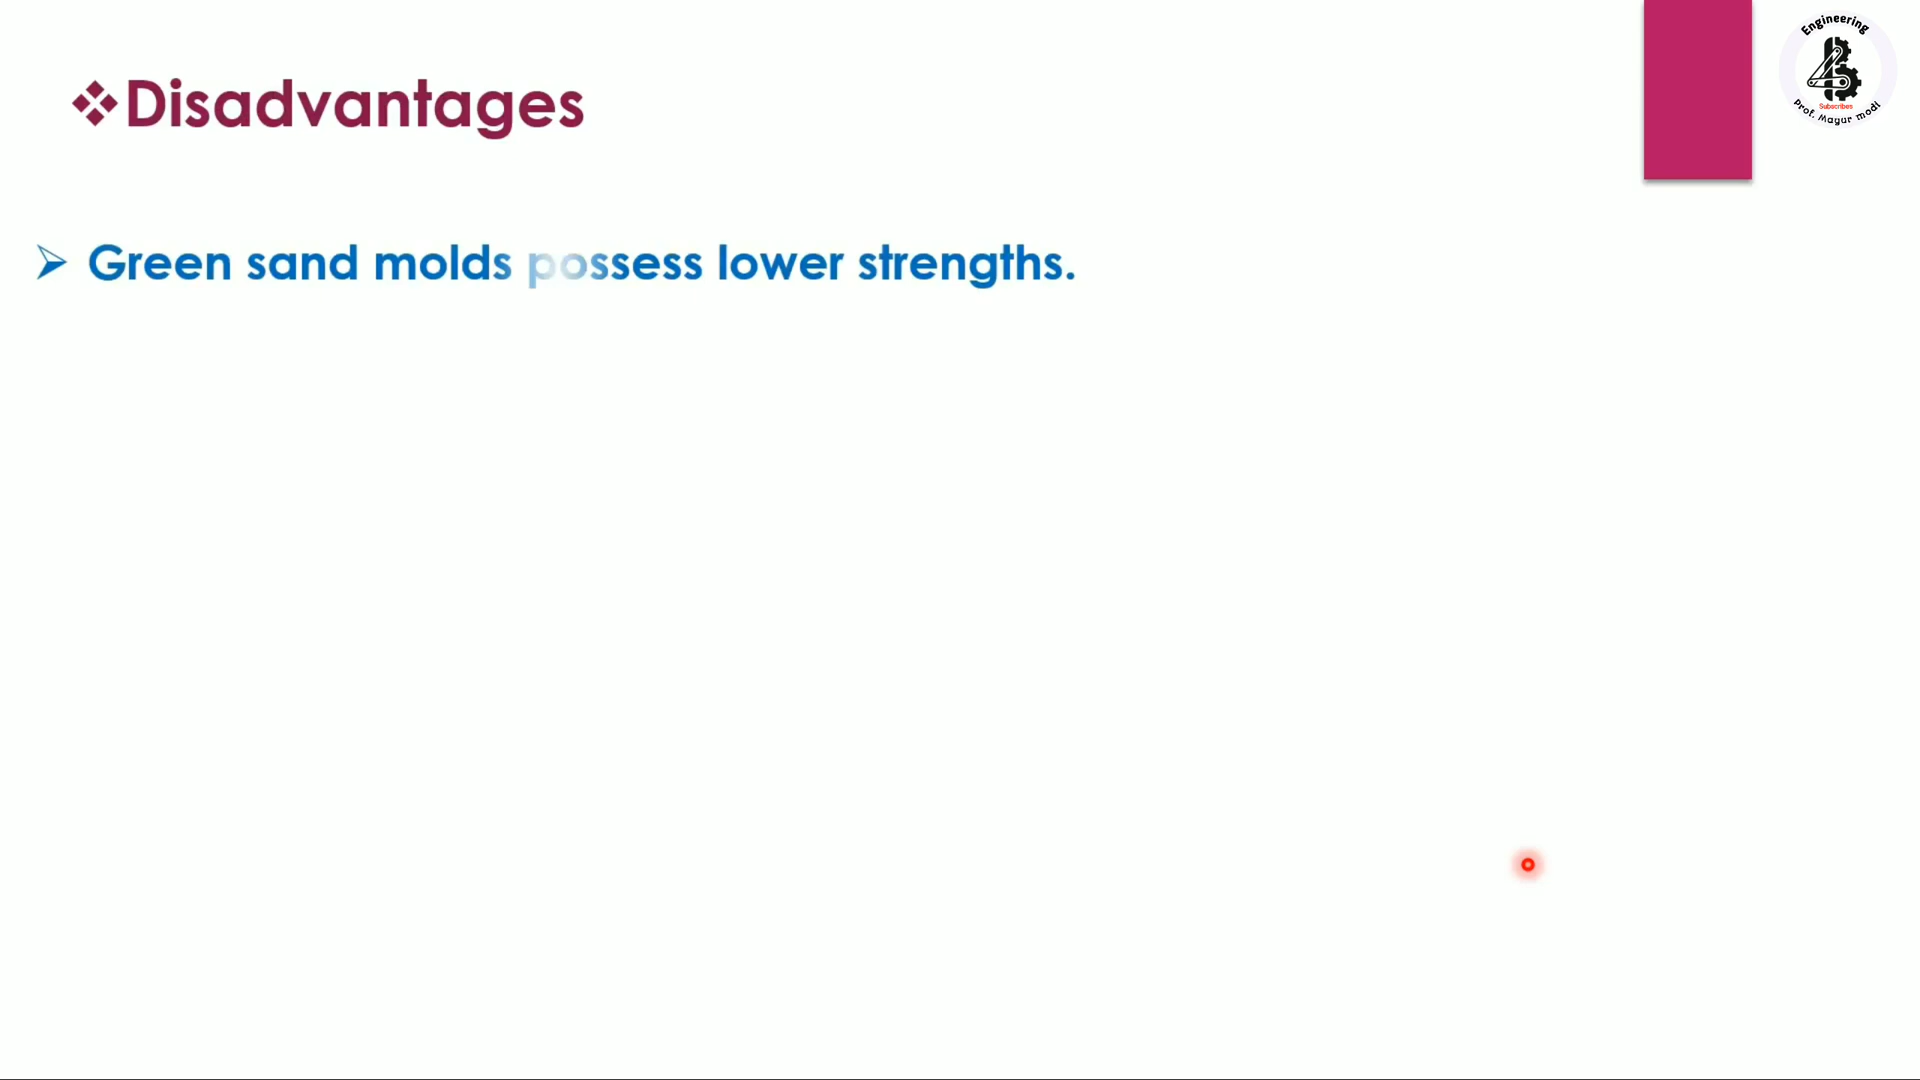 Engineering
Subscribes
Prof. Mayur modi
Disadvantages
Green sand molds possess lower strengths.